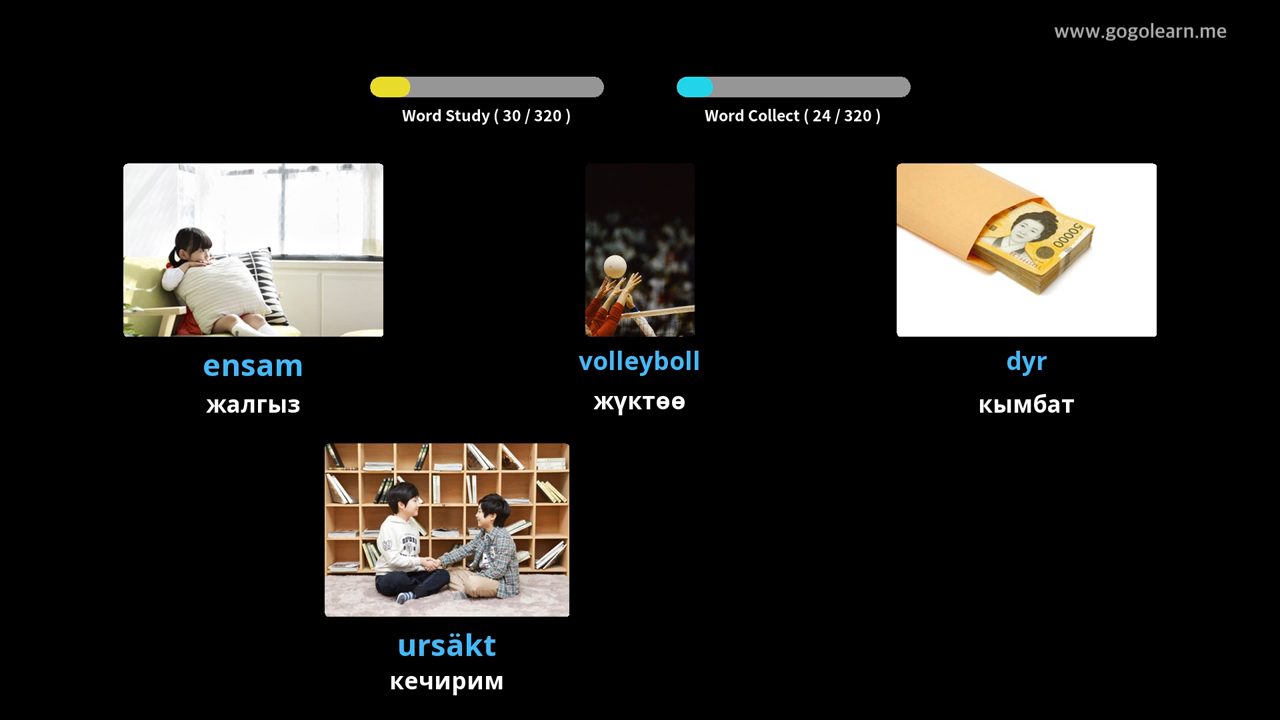 www.gogolearn.me
Word Study ( 30 / 320 )
Word Collect ( 24 / 320 )
50000
ensam
volleyboll
dyr
жалгыз
жүктөө
кымбат
ursäkt
кечирим